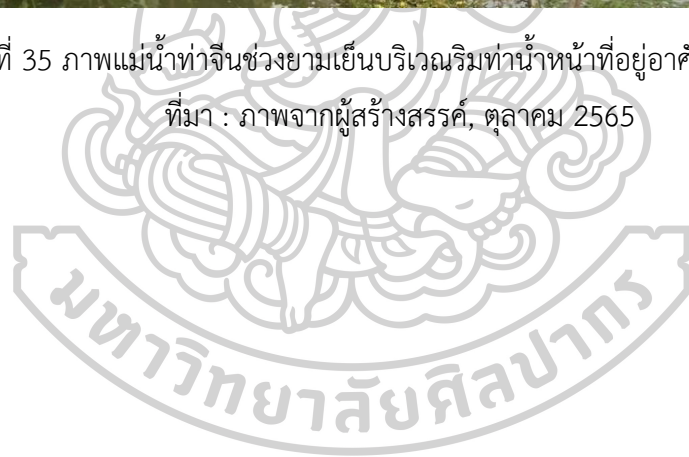 ที่ 35 ภาพแม่น้ำท่าจีนช่วงยามเย็นบริเวณริมท่าน้ำหน้าที่อยู่อาศั
ที่มา : ภาพจากผู้สร้างสรรค์, ตุลาคม 2565
มหาวิทยาลัยศิลปากร